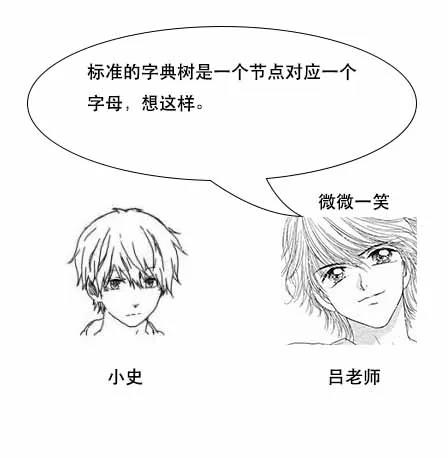 标准的字典树是一个节点对应一个
字母，想这样。
微微一笑
小史
吕老师